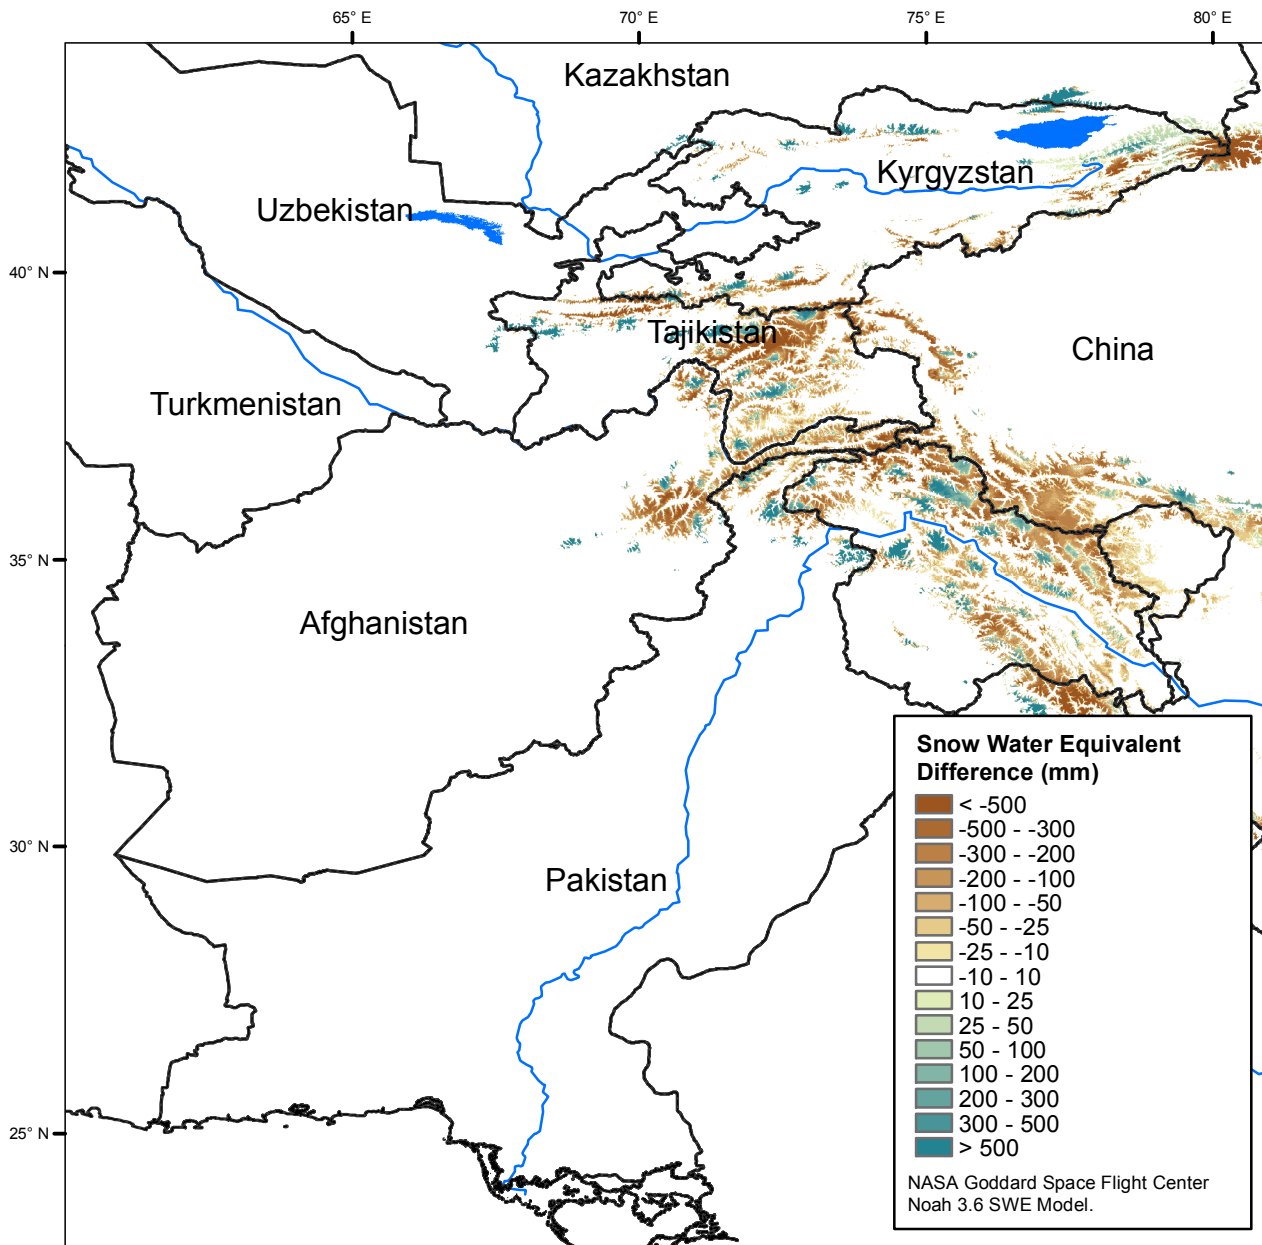 65° E
70° E
75° E
80° E
Kazakhstan
Kyrgyzstan
Uzbekistan
40° N
Tajikistan
China
Turkmenistan
35° N
Afghanistan
30° N
Pakistan
25° N
Snow Water Equivalent
Difference (mm)
< -500
-500 - -300
-300 - -200
-200 - -100
-100 - -50
-50 - -25
-25 - -10
-10 - 10
10 - 25
25 - 50
50 - 100
100 - 200
200 - 300
300 - 500
> 500
NASA Goddard Space Flight Center
Noah 3.6 SWE Model.